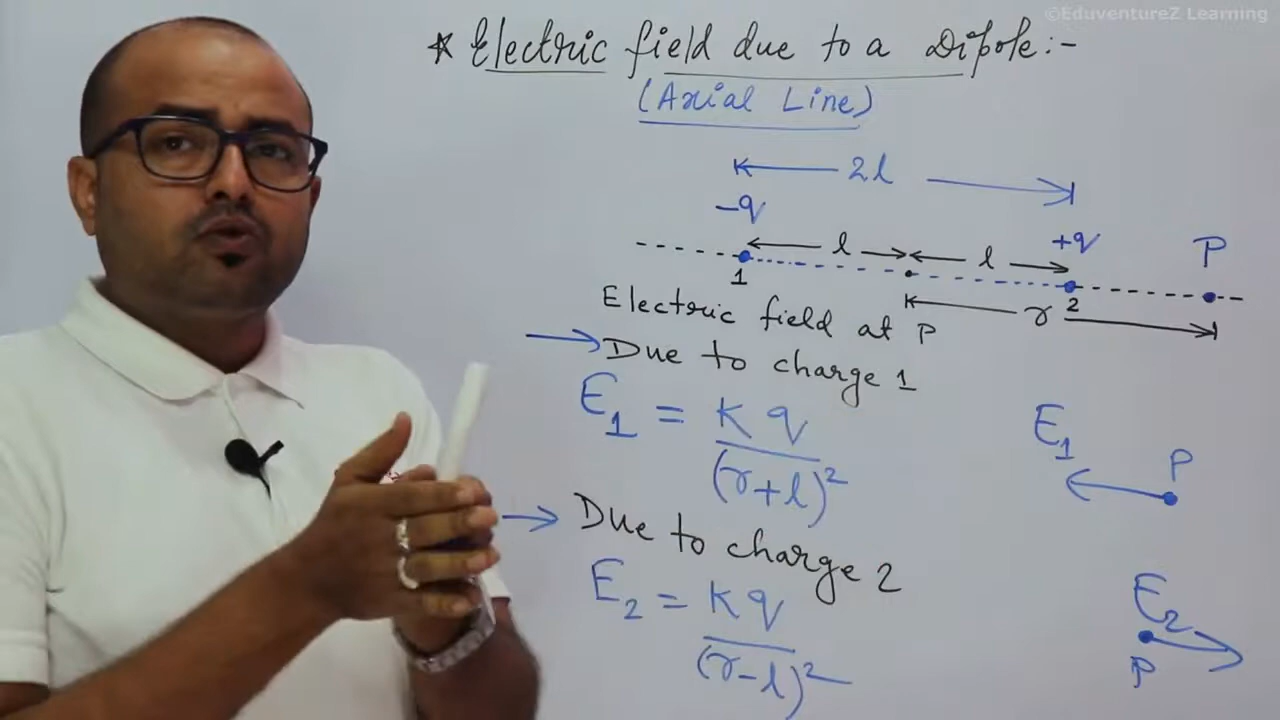 ©EduventureZ Learning
* Electric field due to a Dipole:-
(Axial Line)
2l
-q
+q
P
l
l
1
2
r
Electric field at P
→ Due to charge 1
E₁ = Kq/(r+l)²
E₁
P
→ Due to charge 2
E₂ = Kq/(r-l)²
E₂
P